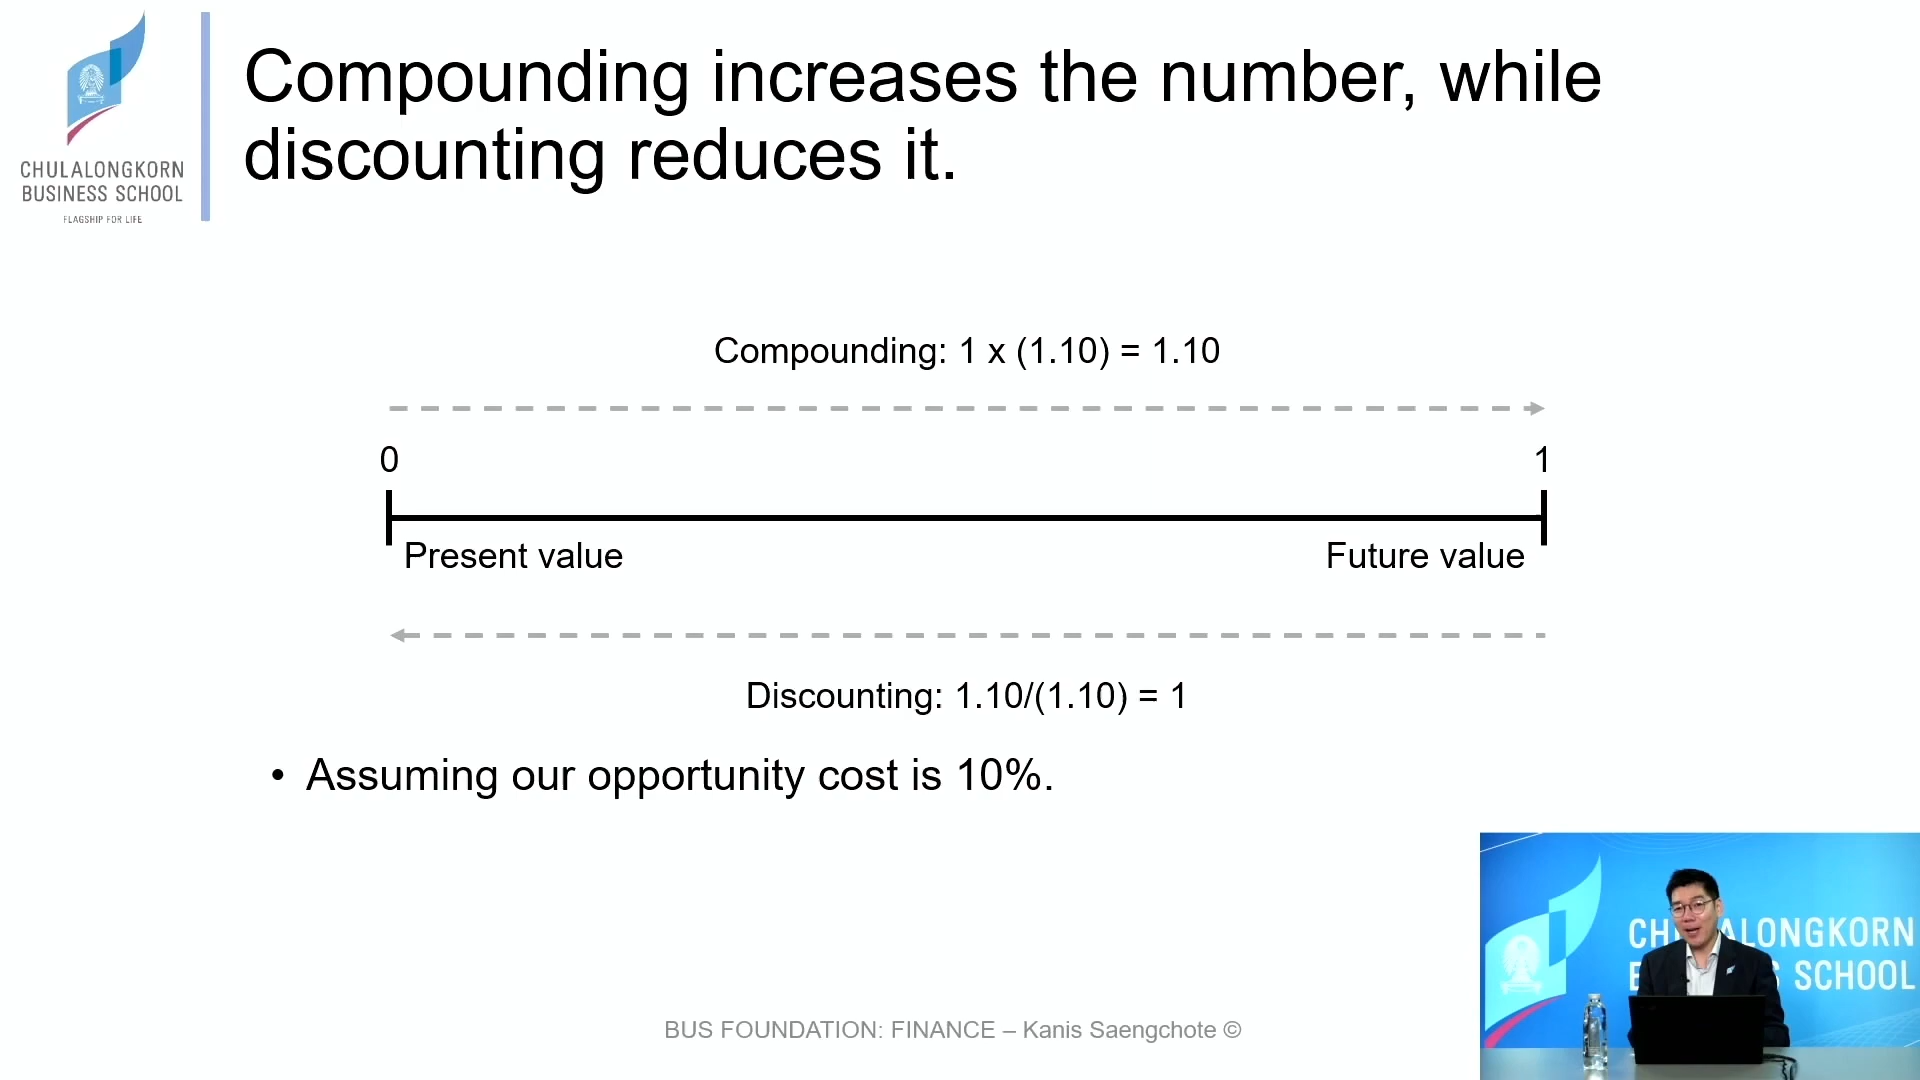 CHULALONGKORN
BUSINESS SCHOOL
FLAGSHIP FOR LIFE
Compounding increases the number, while
discounting reduces it.
Compounding: 1 x (1.10) = 1.10
0
1
Present value
Future value
Discounting: 1.10/(1.10) = 1
• Assuming our opportunity cost is 10%.
BUS FOUNDATION: FINANCE – Kanis Saengchote ©
CH ALONGKORN
SCHOOL